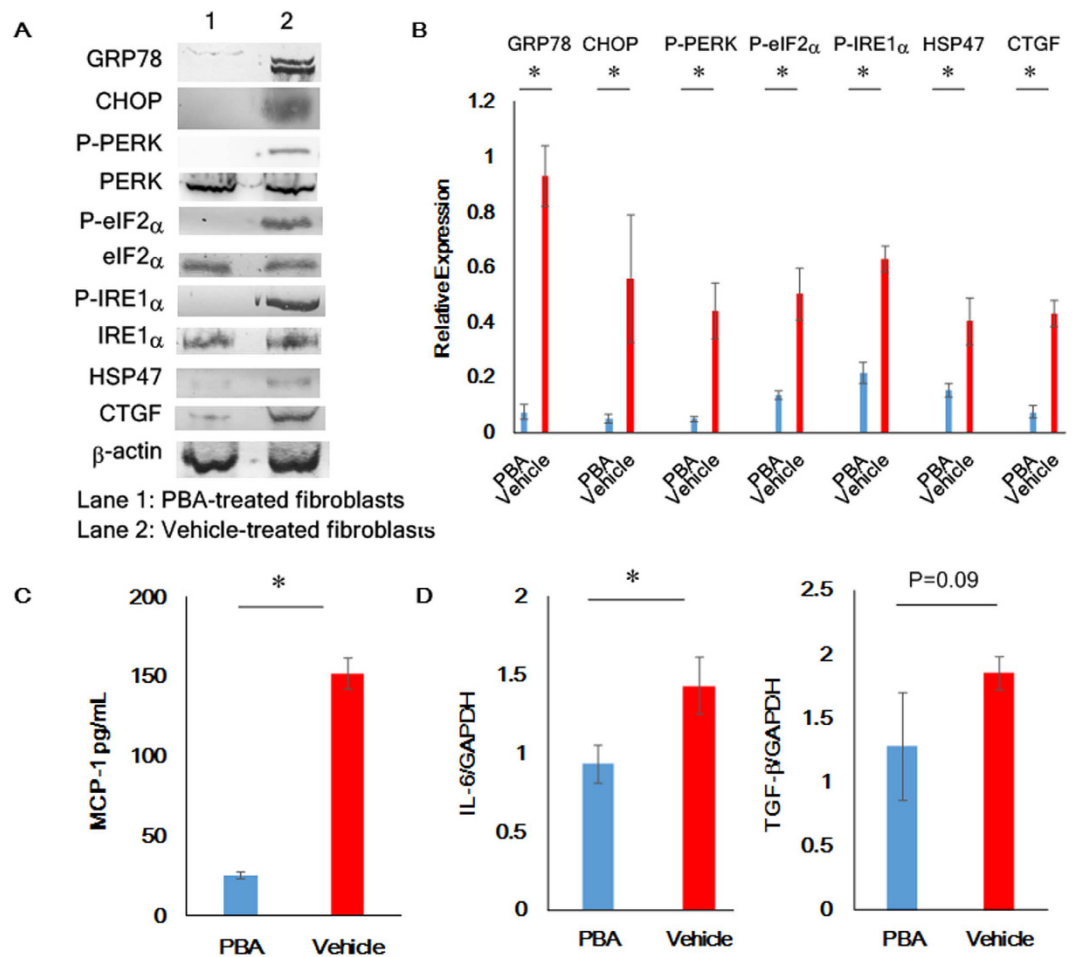 A
1 2
GRP78
CHOP
P-PERK
PERK
P-eIF2α
eIF2α
P-IRE1α
IRE1α
HSP47
CTGF
β-actin
Lane 1: PBA-treated fibroblasts
Lane 2: Vehicle-treated fibroblasts
B
GRP78 CHOP P-PERK P-eIF2α P-IRE1α HSP47 CTGF
* * * * * * *
Relative Expression
1.2
1
0.8
0.6
0.4
0.2
0
PBA Vehicle PBA Vehicle PBA Vehicle PBA Vehicle PBA Vehicle PBA Vehicle PBA Vehicle
C
*
MCP-1 pg/mL
200
150
100
50
0
PBA Vehicle
D
*
IL-6/GAPDH
2
1.5
1
0.5
0
PBA Vehicle
P=0.09
TGF-β/GAPDH
2.5
2
1.5
1
0.5
0
PBA Vehicle